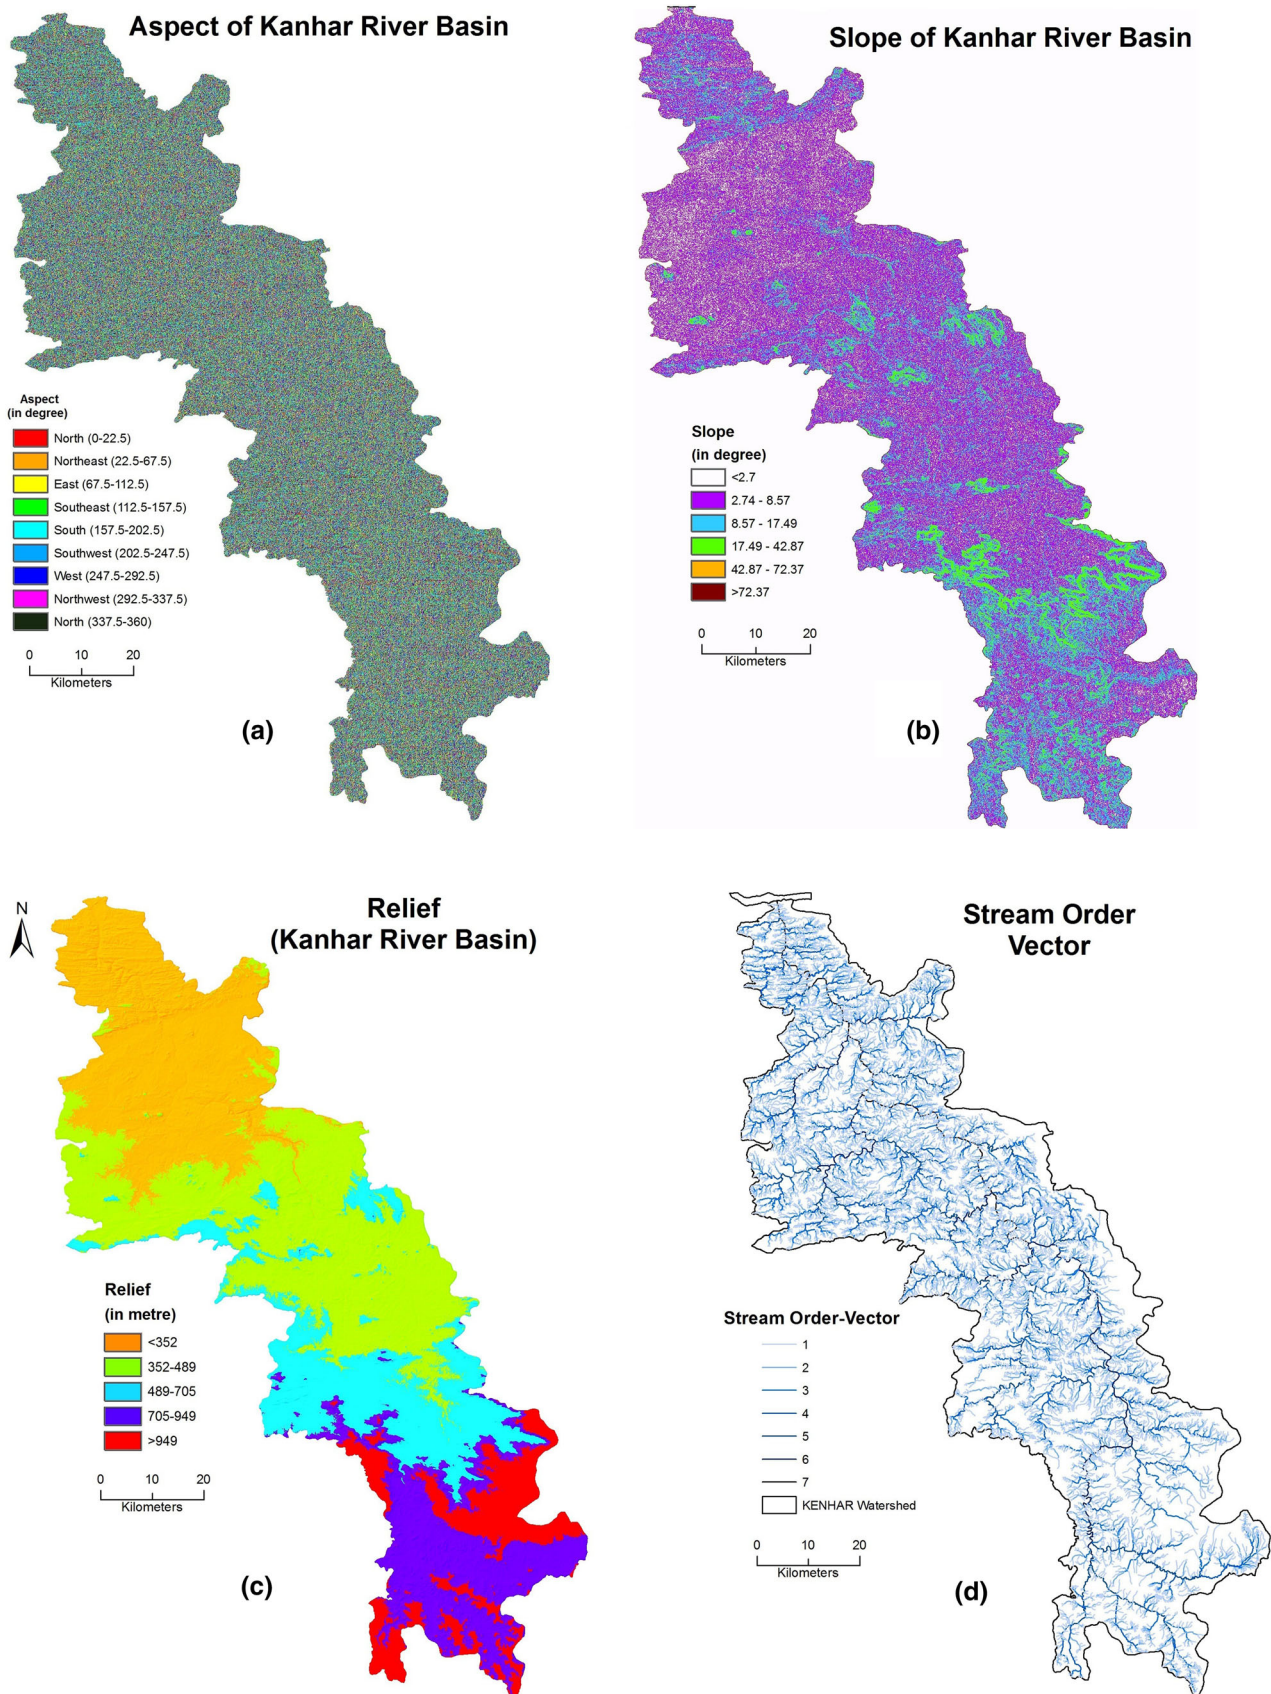 Aspect of Kanhar River Basin
Aspect
(in degree)
North (0-22.5)
Northeast (22.5-67.5)
East (67.5-112.5)
Southeast (112.5-157.5)
South (157.5-202.5)
Southwest (202.5-247.5)
West (247.5-292.5)
Northwest (292.5-337.5)
North (337.5-360)
0 10 20
Kilometers
(a)
Slope of Kanhar River Basin
Slope
(in degree)
<2.7
2.74 - 8.57
8.57 - 17.49
17.49 - 42.87
42.87 - 72.37
>72.37
0 10 20
Kilometers
(b)
N
Relief
(Kanhar River Basin)
Relief
(in metre)
<352
352-489
489-705
705-949
>949
0 10 20
Kilometers
(c)
Stream Order
Vector
Stream Order-Vector
1
2
3
4
5
6
7
KENHAR Watershed
0 10 20
Kilometers
(d)